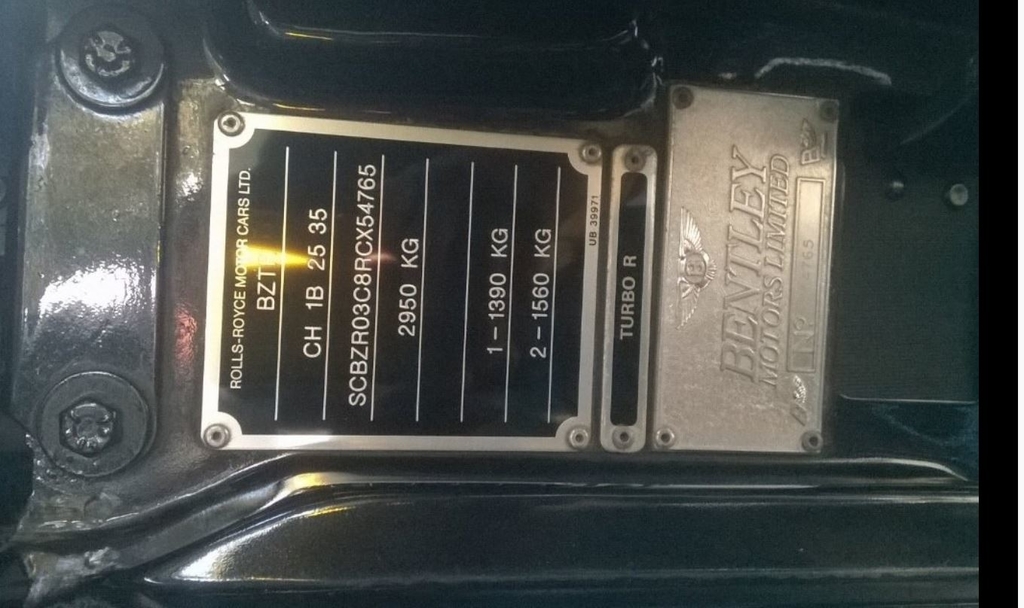 ROLLS-ROYCE MOTOR CARS LTD.
CH 1B 25 35
SCBZR03C8RCX54765
2950 KG
1-1390 KG
2-1560 KG
UB 39971
TURBO R
B
BENTLEY
MOTORS LIMITED
Nº